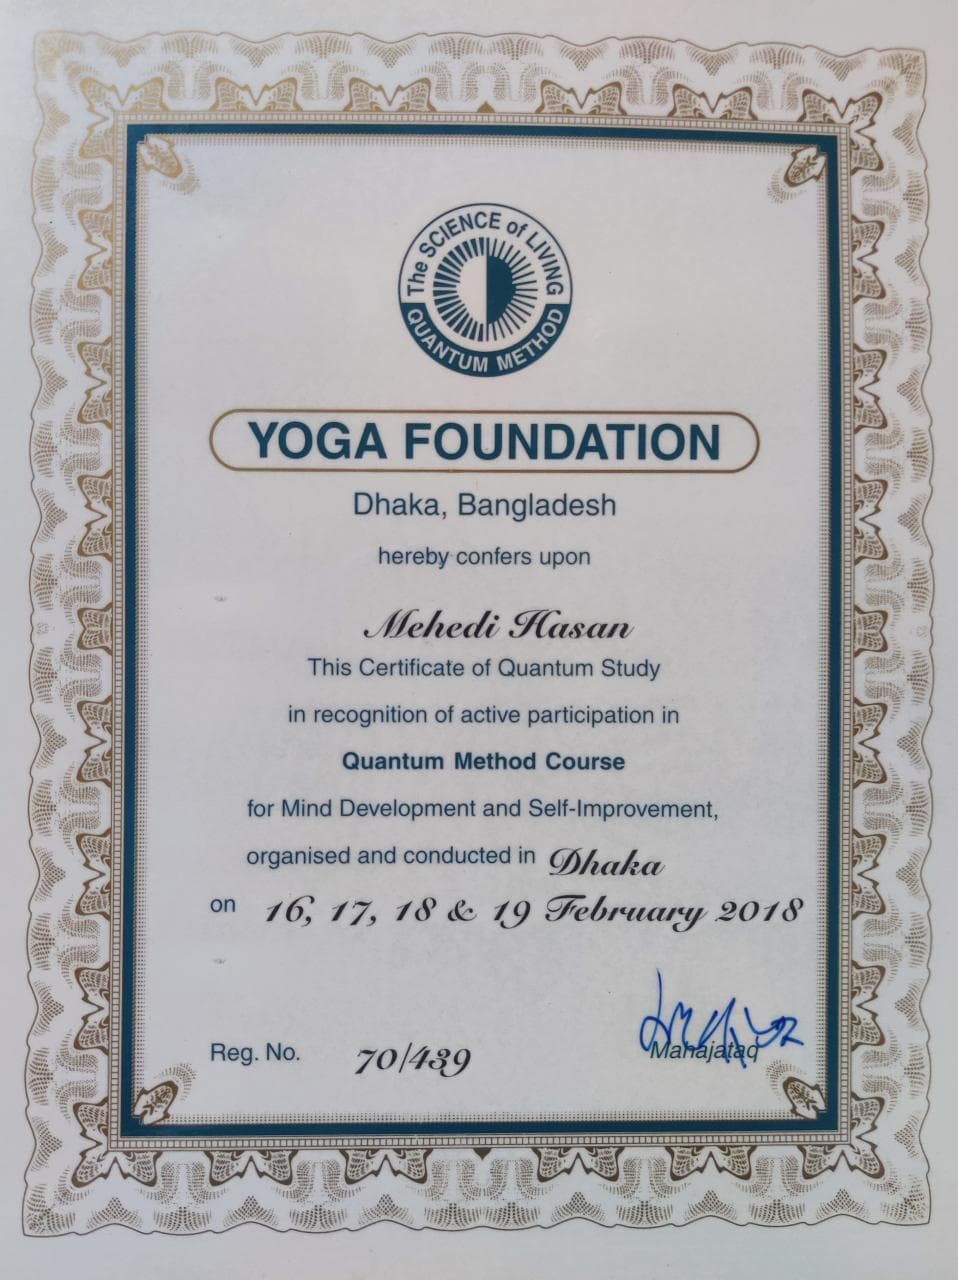 The SCIENCE of LIVING
QUANTUM METHOD
YOGA FOUNDATION
Dhaka, Bangladesh
hereby confers upon
Mehedi Hasan
This Certificate of Quantum Study
in recognition of active participation in
Quantum Method Course
for Mind Development and Self-Improvement,
organised and conducted in Dhaka
on 16, 17, 18 & 19 February 2018
Reg. No. 70/439
Mahajataq